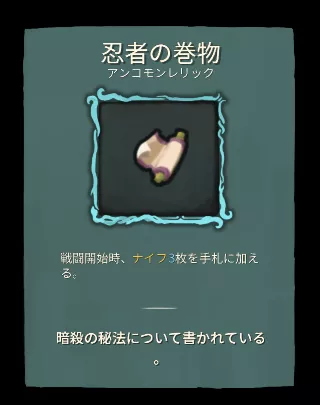 忍者の巻物
アンコモンレリック
戦闘開始時、ナイフ3枚を手札に加え
る。
暗殺の秘法について書かれている
。